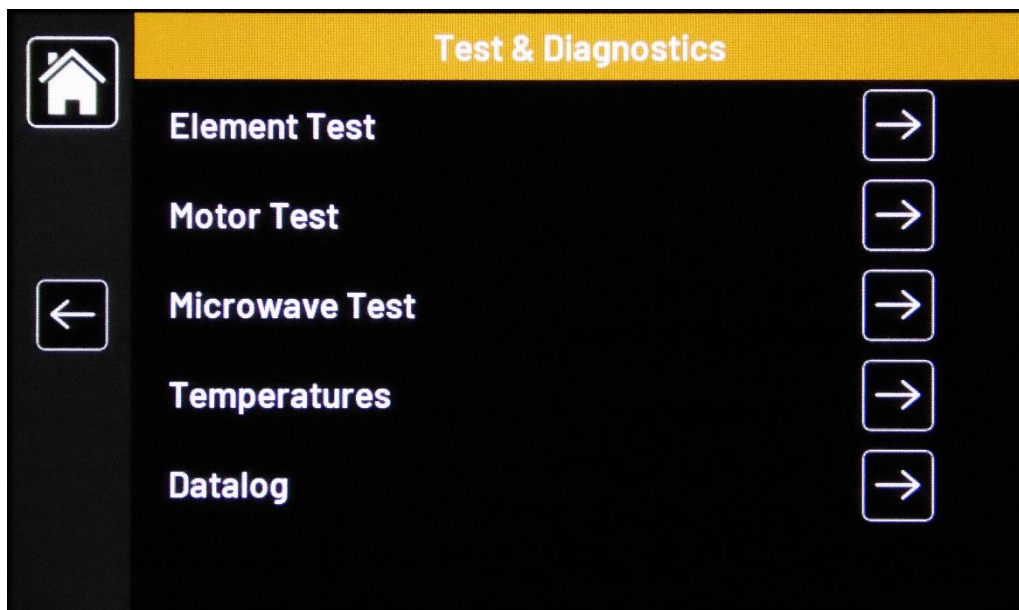 Test & Diagnostics
Element Test
Motor Test
Microwave Test
Temperatures
Datalog